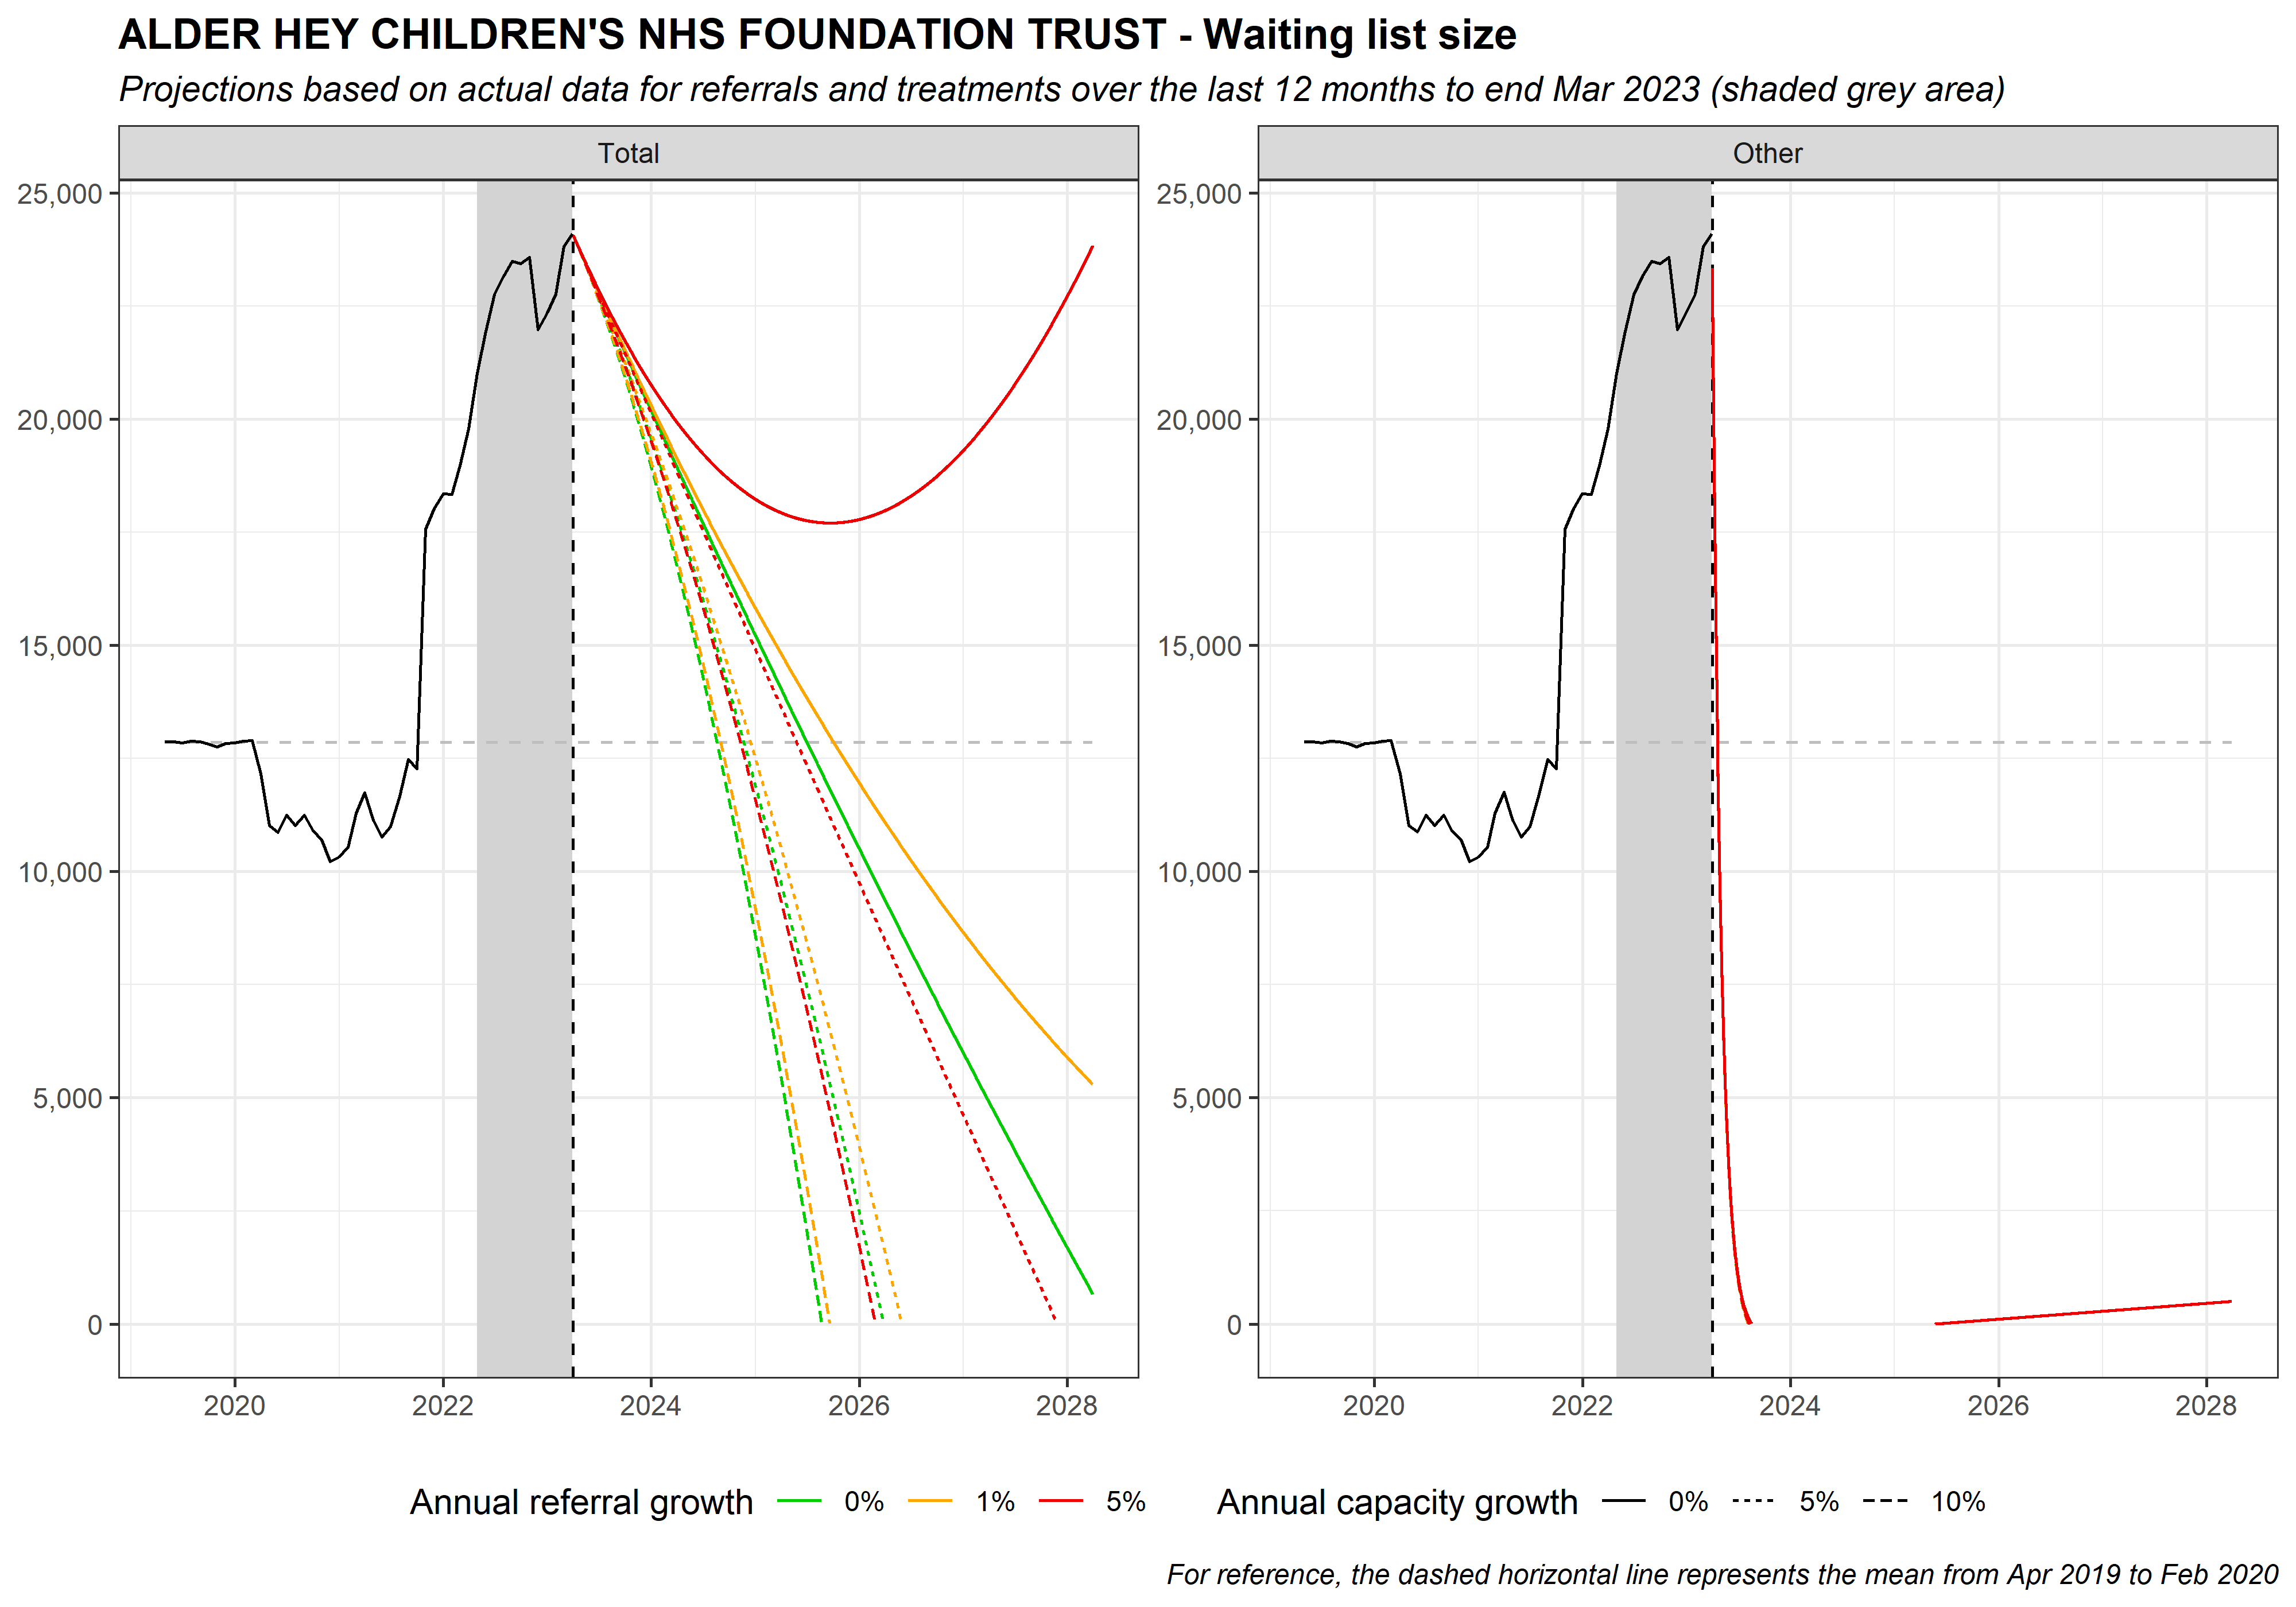 ALDER HEY CHILDREN'S NHS FOUNDATION TRUST - Waiting list size
Projections based on actual data for referrals and treatments over the last 12 months to end Mar 2023 (shaded grey area)
Total
25,000
20,000
15,000
10,000
5,000
0
2020 2022 2024 2026 2028
Other
25,000
20,000
15,000
10,000
5,000
0
2020 2022 2024 2026 2028
Annual referral growth 0% 1% 5%
Annual capacity growth 0% 5% 10%
For reference, the dashed horizontal line represents the mean from Apr 2019 to Feb 2020